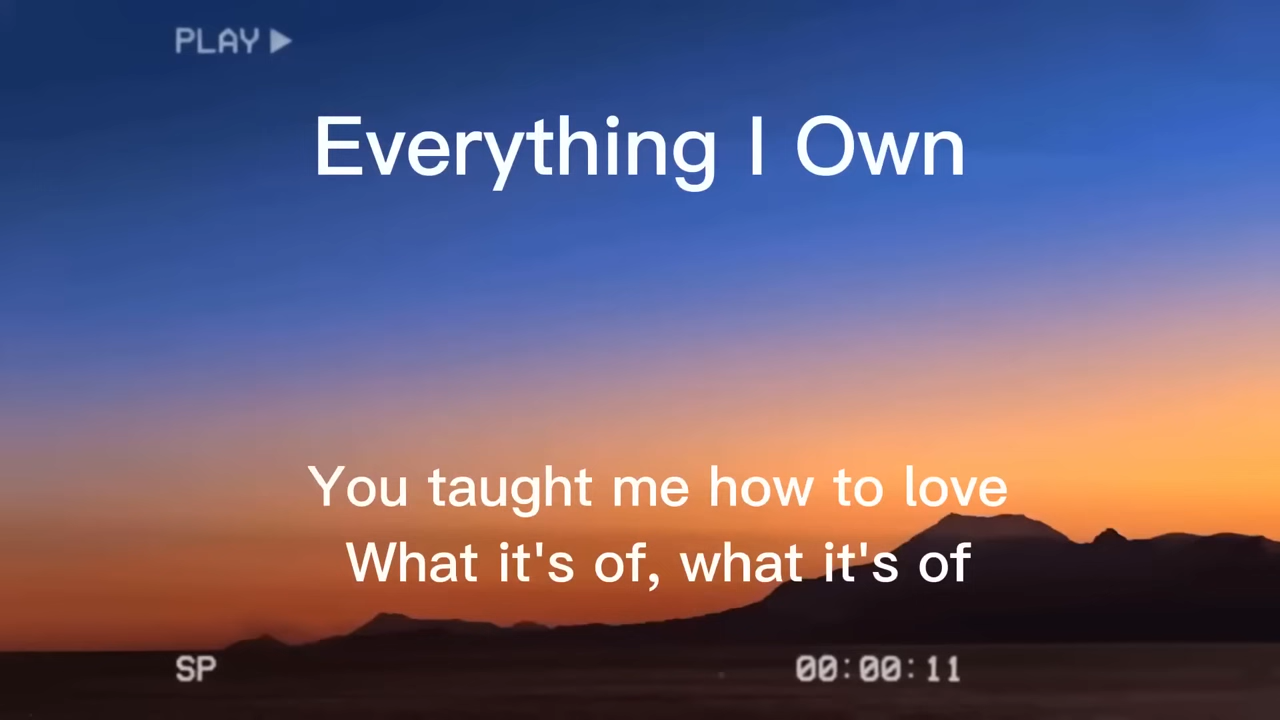 PLAY ▶
Everything I Own
You taught me how to love
What it's of, what it's of
SP
00:00:11